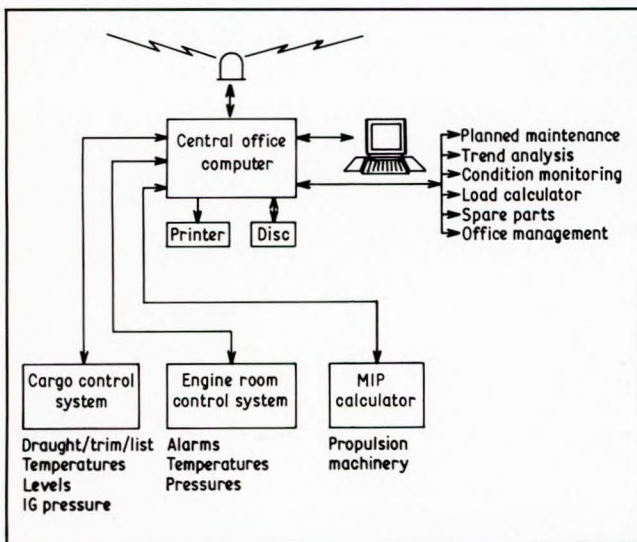 Central office
computer
Printer
Disc
Planned maintenance
Trend analysis
Condition monitoring
Load calculator
Spare parts
Office management
Cargo control
system
Draught/trim/list
Temperatures
Levels
IG pressure
Engine room
control system
Alarms
Temperatures
Pressures
MIP
calculator
Propulsion
machinery